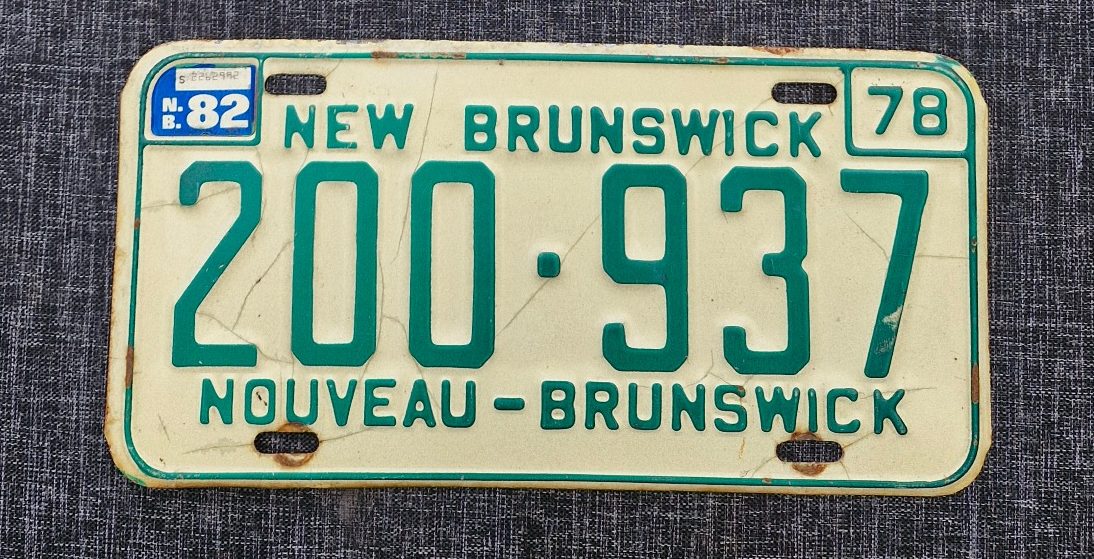 N.B. 82
NEW BRUNSWICK
78
200·937
NOUVEAU-BRUNSWICK